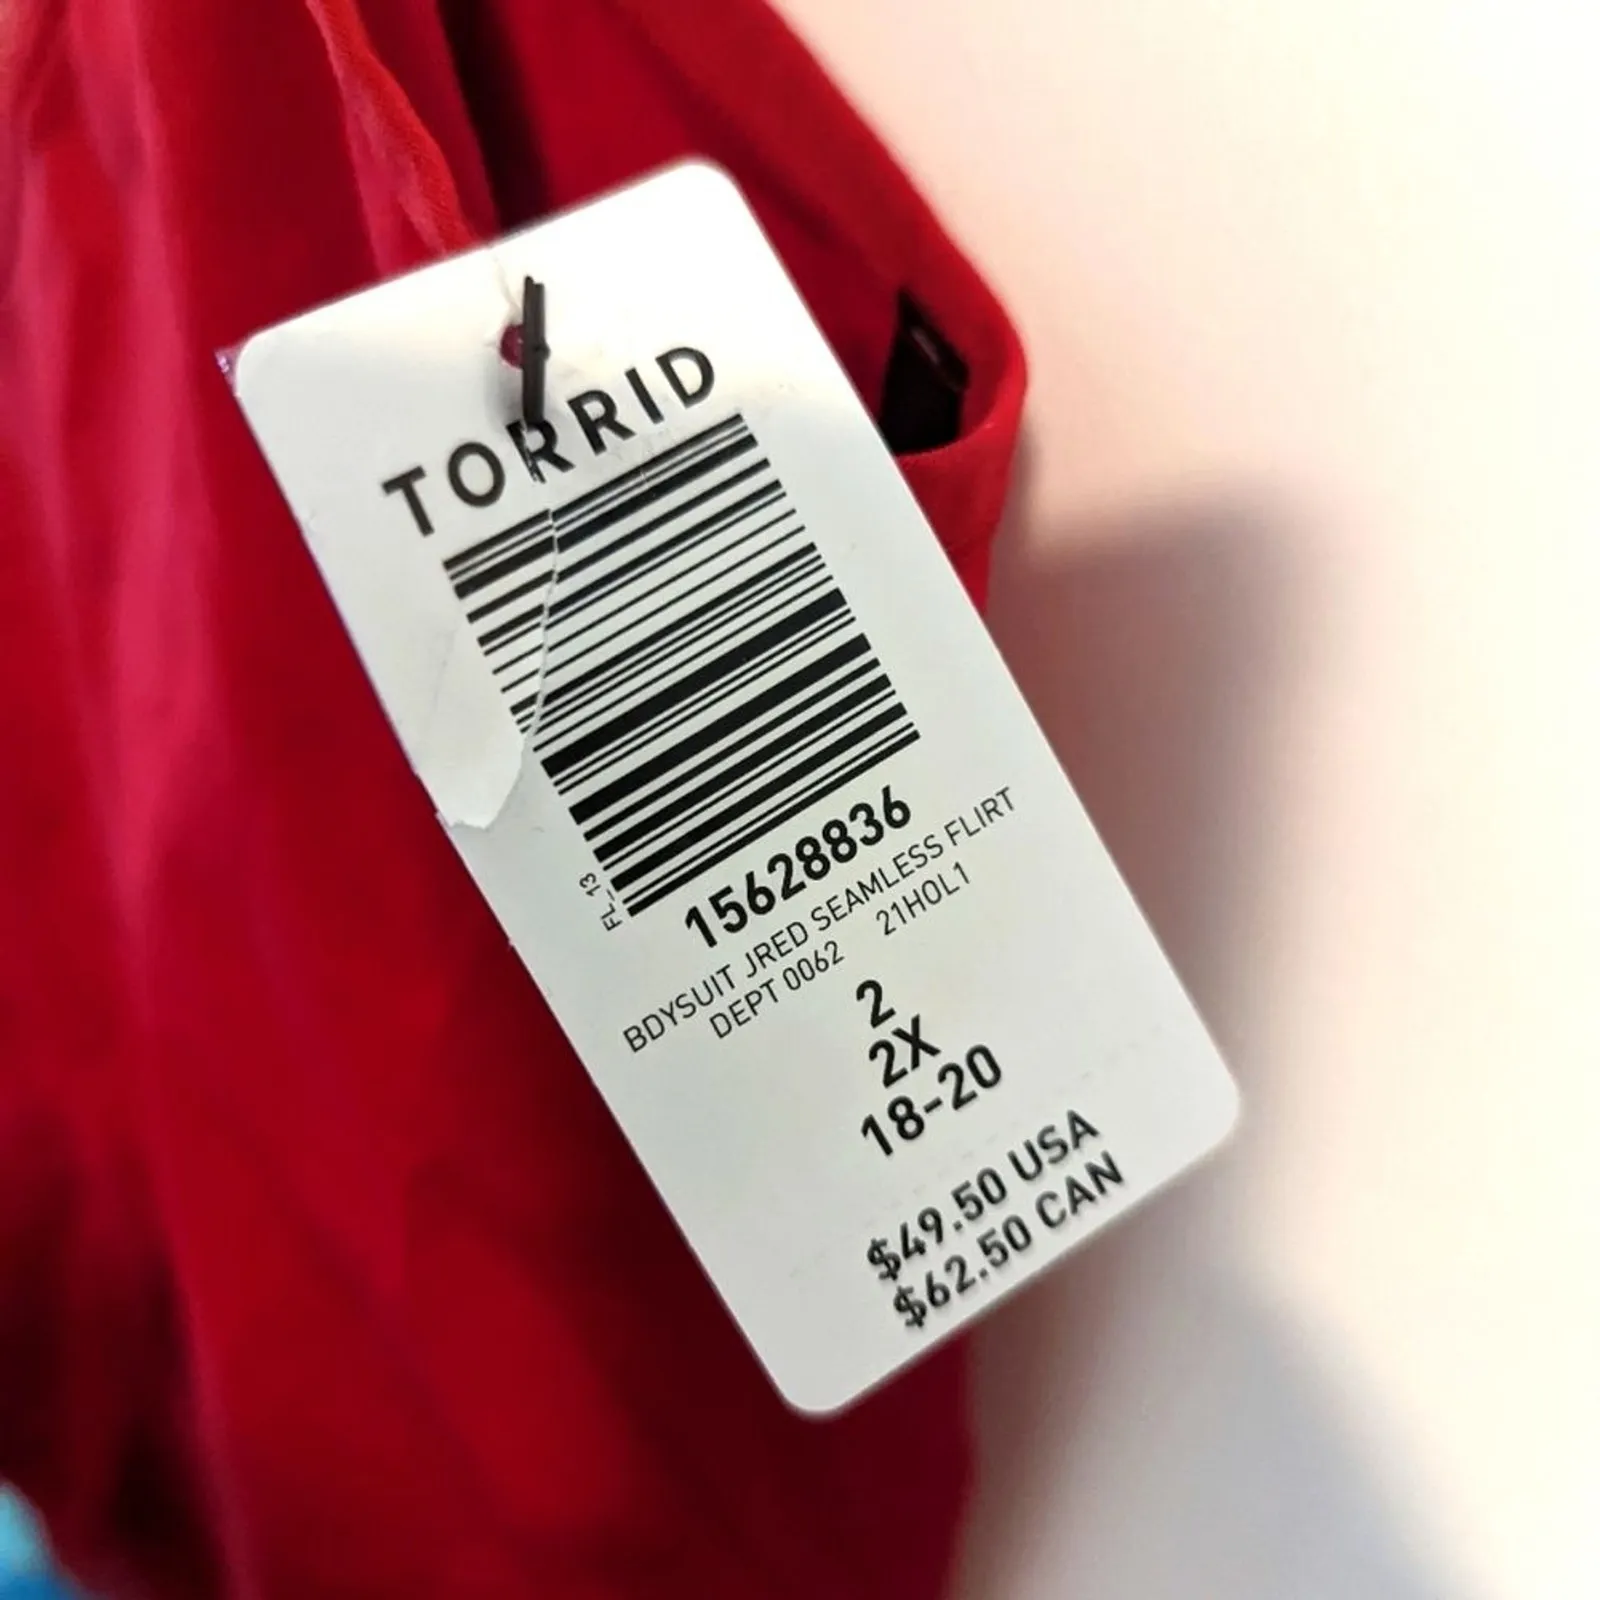 TORRID
FL_13
15628836
BDYSUIT JRED SEAMLESS FLIRT
DEPT 0062 21HOL1
2
2X
18-20
$49.50 USA
$62.50 CAN